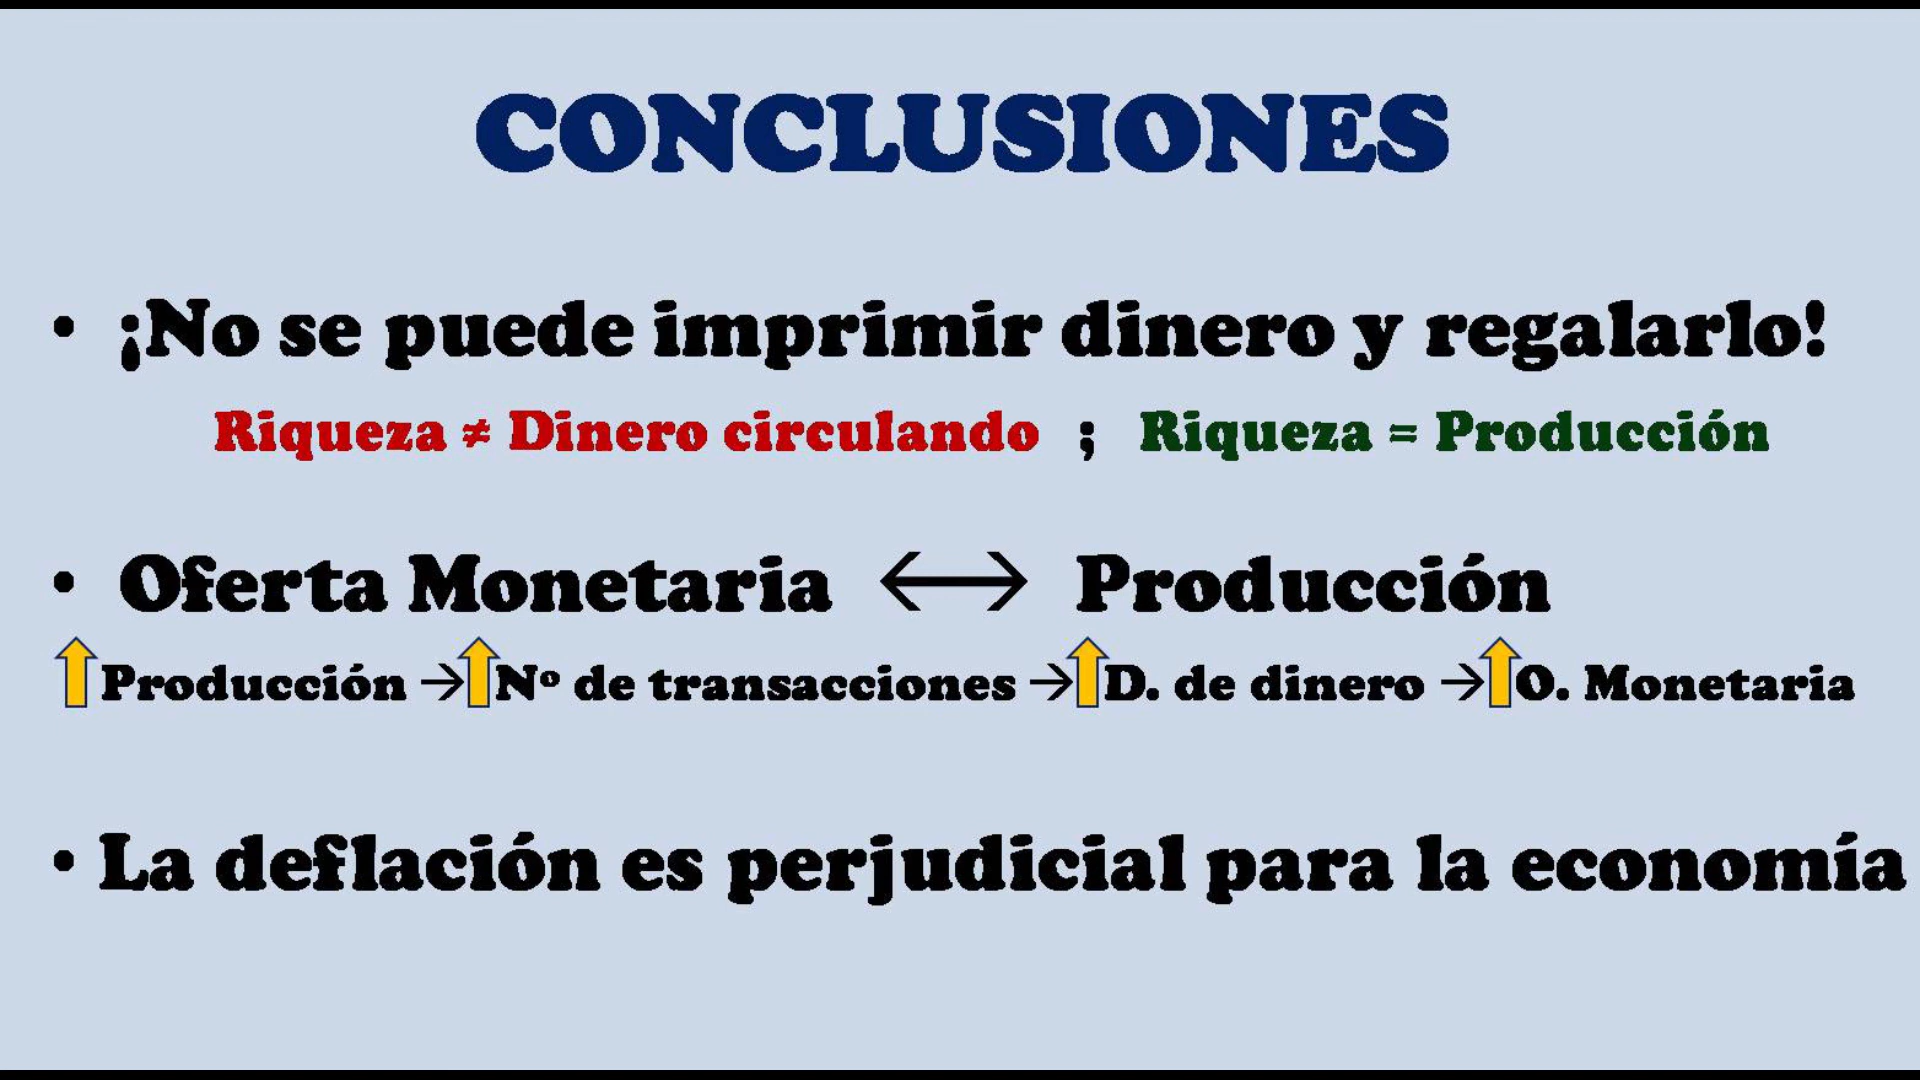 CONCLUSIONES
• ¡No se puede imprimir dinero y regalarlo!
Riqueza ≠ Dinero circulando ; Riqueza = Producción
• Oferta Monetaria ↔ Producción
↑Producción →↑Nº de transacciones →↑D. de dinero →↑O. Monetaria
• La deflación es perjudicial para la economía